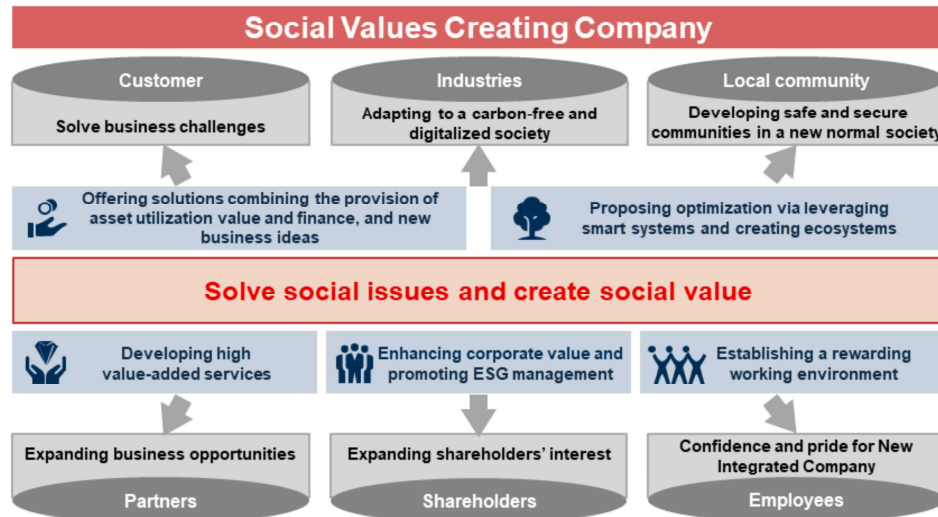 Social Values Creating Company
Customer
Solve business challenges
Industries
Adapting to a carbon-free and
digitalized society
Local community
Developing safe and secure
communities in a new normal society
Offering solutions combining the provision of
asset utilization value and finance, and new
business ideas
Proposing optimization via leveraging
smart systems and creating ecosystems
Solve social issues and create social value
Developing high
value-added services
Enhancing corporate value and
promoting ESG management
Establishing a rewarding
working environment
Expanding business opportunities
Partners
Expanding shareholders' interest
Shareholders
Confidence and pride for New
Integrated Company
Employees